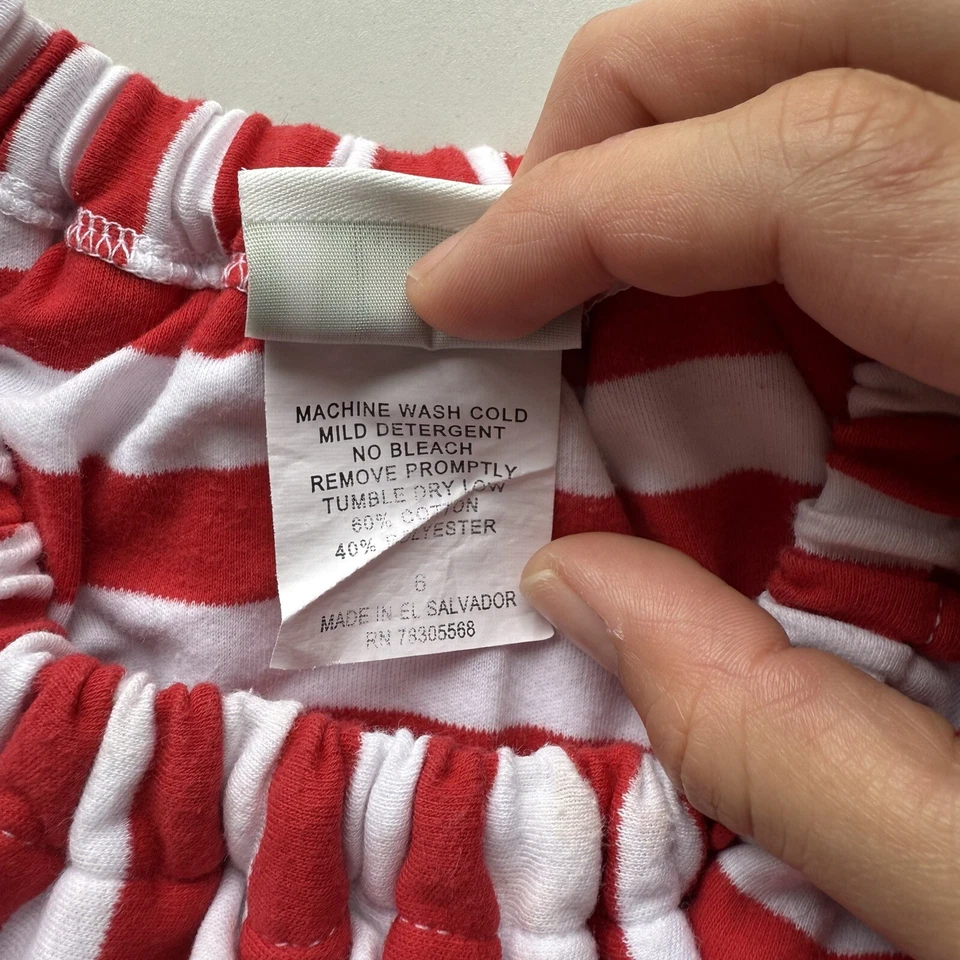 MACHINE WASH COLD
MILD DETERGENT
NO BLEACH
REMOVE PROMPTLY
TUMBLE DRY LOW
60% COTTON
40% POLYESTER
6
MADE IN EL SALVADOR
RN 78305568